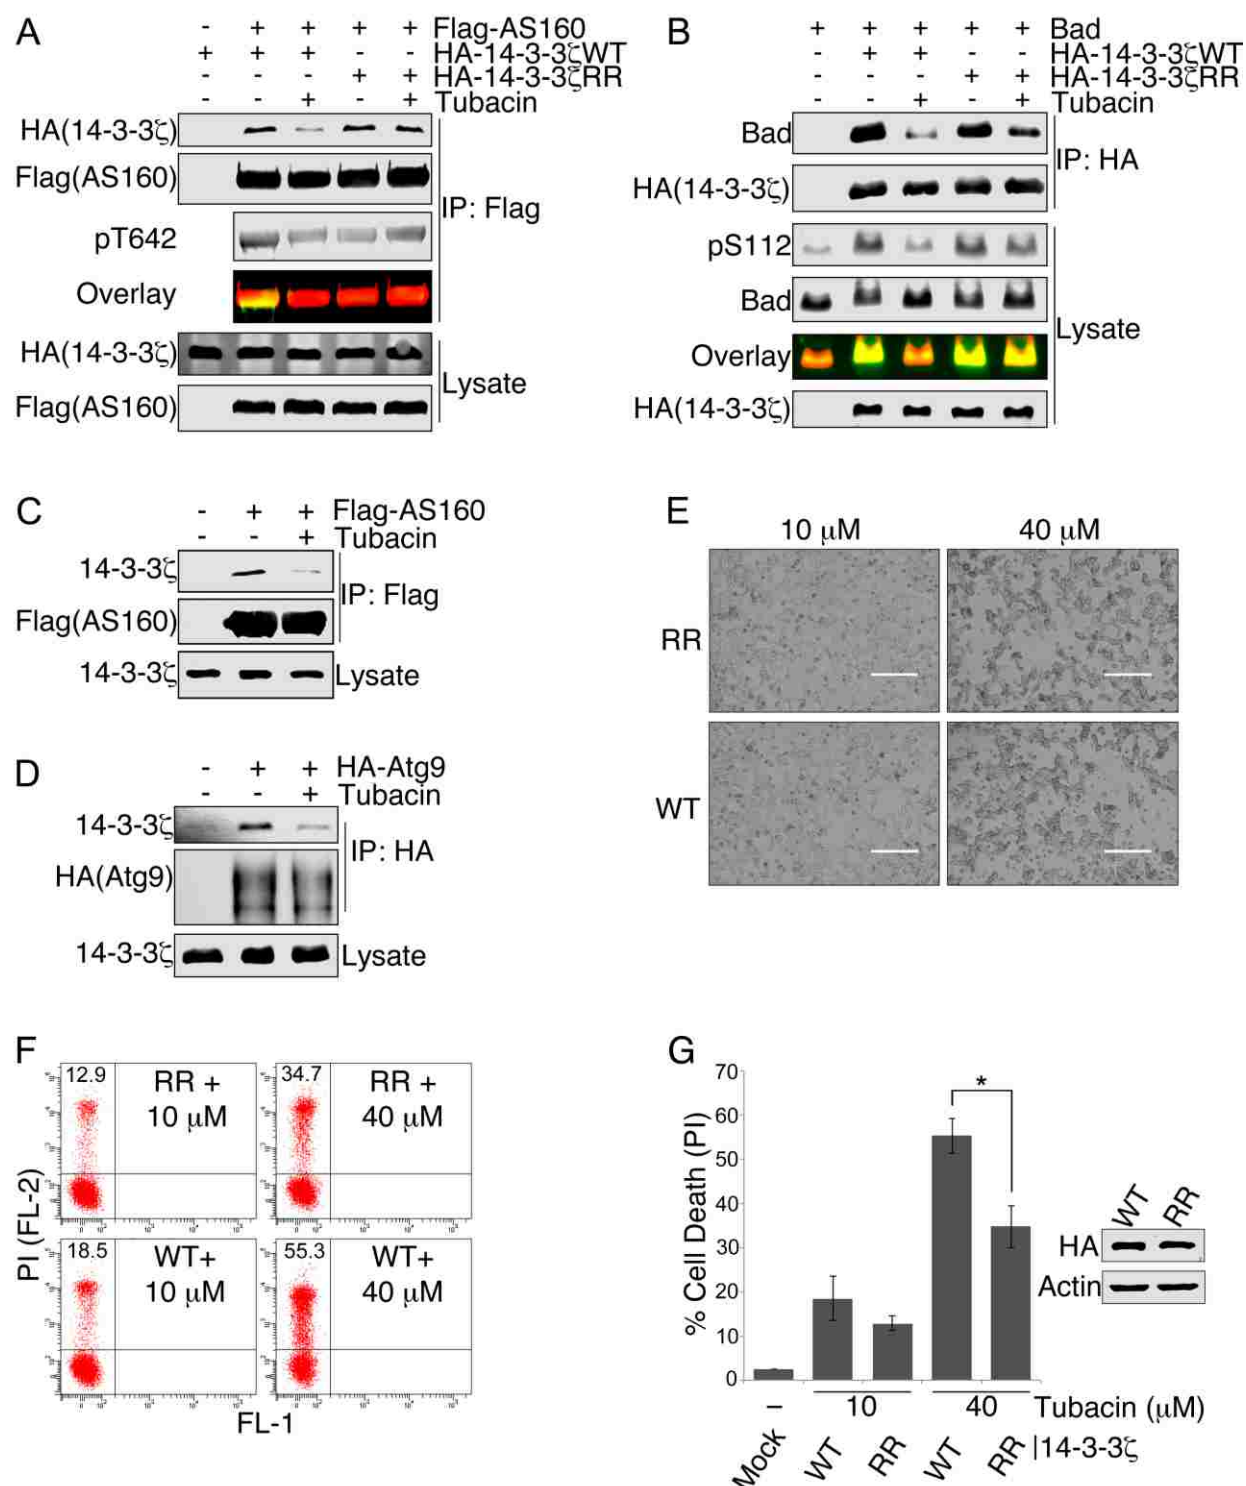 A
- + + + + Flag-AS160
+ + + - - HA-14-3-3ζWT
- - - + + HA-14-3-3ζRR
- - + - + Tubacin
HA(14-3-3ζ)
Flag(AS160)
pT642
Overlay
IP: Flag
HA(14-3-3ζ)
Flag(AS160)
Lysate
B
+ + + + + Bad
- + + - - HA-14-3-3ζWT
- - - + + HA-14-3-3ζRR
- - + - + Tubacin
Bad
HA(14-3-3ζ)
IP: HA
pS112
Bad
Overlay
HA(14-3-3ζ)
Lysate
C
- + + Flag-AS160
- - + Tubacin
14-3-3ζ
Flag(AS160)
IP: Flag
14-3-3ζ Lysate
D
- + + HA-Atg9
- - + Tubacin
14-3-3ζ
HA(Atg9)
IP: HA
14-3-3ζ Lysate
E
10 μM 40 μM
RR
WT
F
12.9 RR + 10 μM
34.7 RR + 40 μM
18.5 WT+ 10 μM
55.3 WT+ 40 μM
PI (FL-2)
FL-1
G
70
60
50
40
30
20
10
0
% Cell Death (PI)
*
– 10 40 Tubacin (μM)
Mock WT RR WT RR |14-3-3ζ
WT RR
HA
Actin